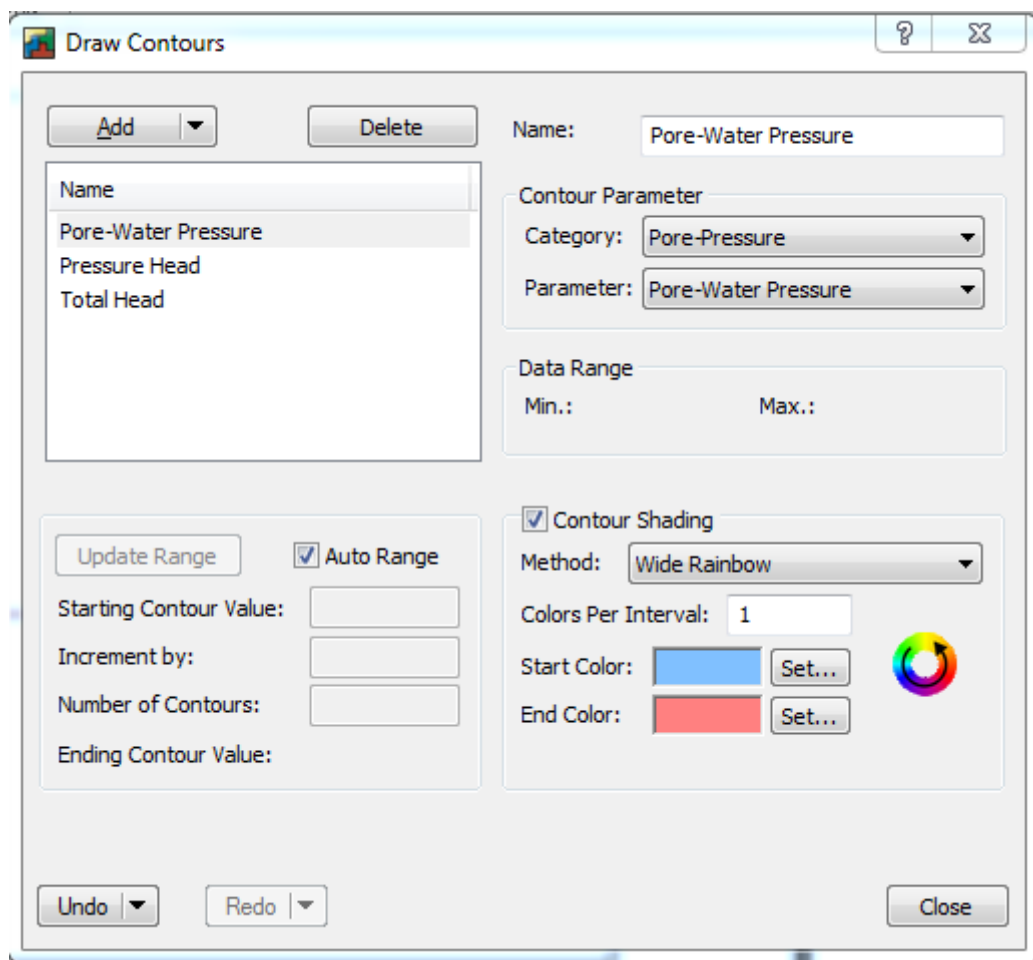 Draw Contours
Add
Delete
Name:
Pore-Water Pressure
Name
Pore-Water Pressure
Pressure Head
Total Head
Contour Parameter
Category: Pore-Pressure
Parameter: Pore-Water Pressure
Data Range
Min.: Max.:
Update Range
Auto Range
Starting Contour Value:
Increment by:
Number of Contours:
Ending Contour Value:
Contour Shading
Method: Wide Rainbow
Colors Per Interval: 1
Start Color: Set...
End Color: Set...
Undo
Redo
Close